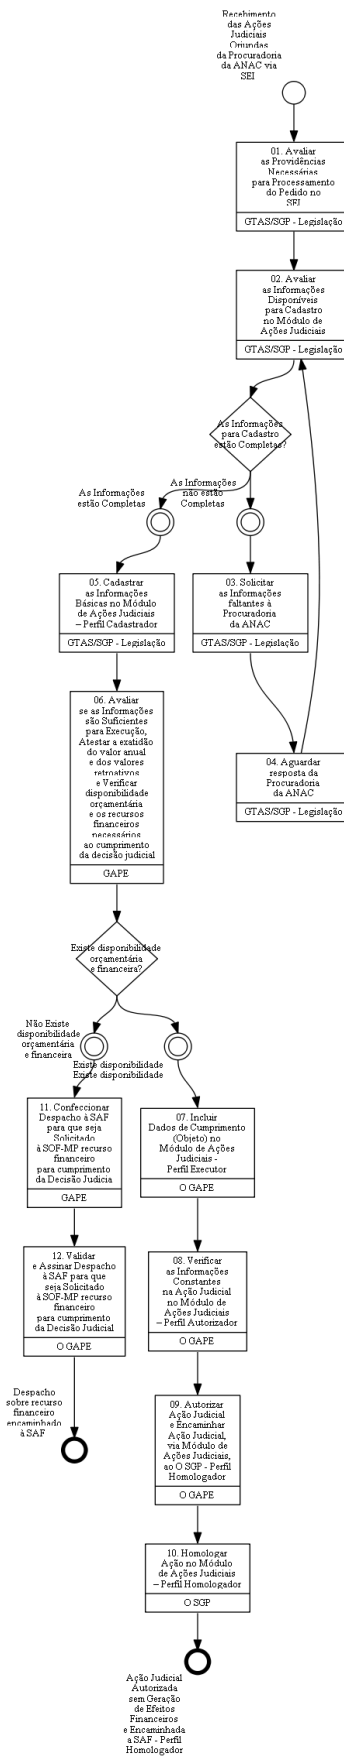 Recebimento
das Ações
Judiciais
Oriundas
da Procuradoria
da ANAC via
SEI
01. Avaliar
as Providências
Necessárias
para Processamento
do Pedido no
SEI
GTAS/SGP - Legislação
02. Avaliar
as Informações
Disponíveis
para Cadastro
no Módulo de
Ações Judiciais
GTAS/SGP - Legislação
As Informações
para Cadastro
estão Completas?
As Informações
estão Completas
As Informações
não estão
Completas
05. Cadastrar
as Informações
Básicas no Módulo
de Ações Judiciais
– Perfil Cadastrador
GTAS/SGP - Legislação
03. Solicitar
as Informações
faltantes à
Procuradoria
da ANAC
GTAS/SGP - Legislação
06. Avaliar
se as Informações
são Suficientes
para Execução,
Atestar a exatidão
do valor anual
e dos valores
retroativos
e Verificar
disponibilidade
orçamentária
e os recursos
financeiros
necessários
ao cumprimento
da decisão judicial
GAPE
04. Aguardar
resposta da
Procuradoria
da ANAC
GTAS/SGP - Legislação
Existe disponibilidade
orçamentária
e financeira?
Não Existe
disponibilidade
orçamentária
e financeira
Existe disponibilidade
Existe disponibilidade
11. Confeccionar
Despacho à SAF
para que seja
Solicitado
à SOF-MP recurso
financeiro
para cumprimento
da Decisão Judicia
GAPE
07. Incluir
Dados de Cumprimento
(Objeto) no
Módulo de Ações
Judiciais -
Perfil Executor
O GAPE
12. Validar
e Assinar Despacho
à SAF para que
seja Solicitado
à SOF-MP recurso
financeiro
para cumprimento
da Decisão Judicial
O GAPE
08. Verificar
as Informações
Constantes
na Ação Judicial
no Módulo de
Ações Judiciais
– Perfil Autorizador
O GAPE
Despacho
sobre recurso
financeiro
encaminhado
à SAF
09. Autorizar
Ação Judicial
e Encaminhar
Ação Judicial,
via Módulo de
Ações Judiciais,
ao O SGP - Perfil
Homologador
O GAPE
10. Homologar
Ação no Módulo
de Ações Judiciais
– Perfil Homologador
O SGP
Ação Judicial
Autorizada
sem Geração
de Efeitos
Financeiros
e Encaminhada
a SAF - Perfil
Homologador